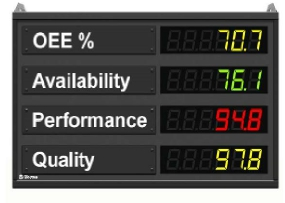 OEE % 70.7
Availability 76.1
Performance 94.8
Quality 97.8